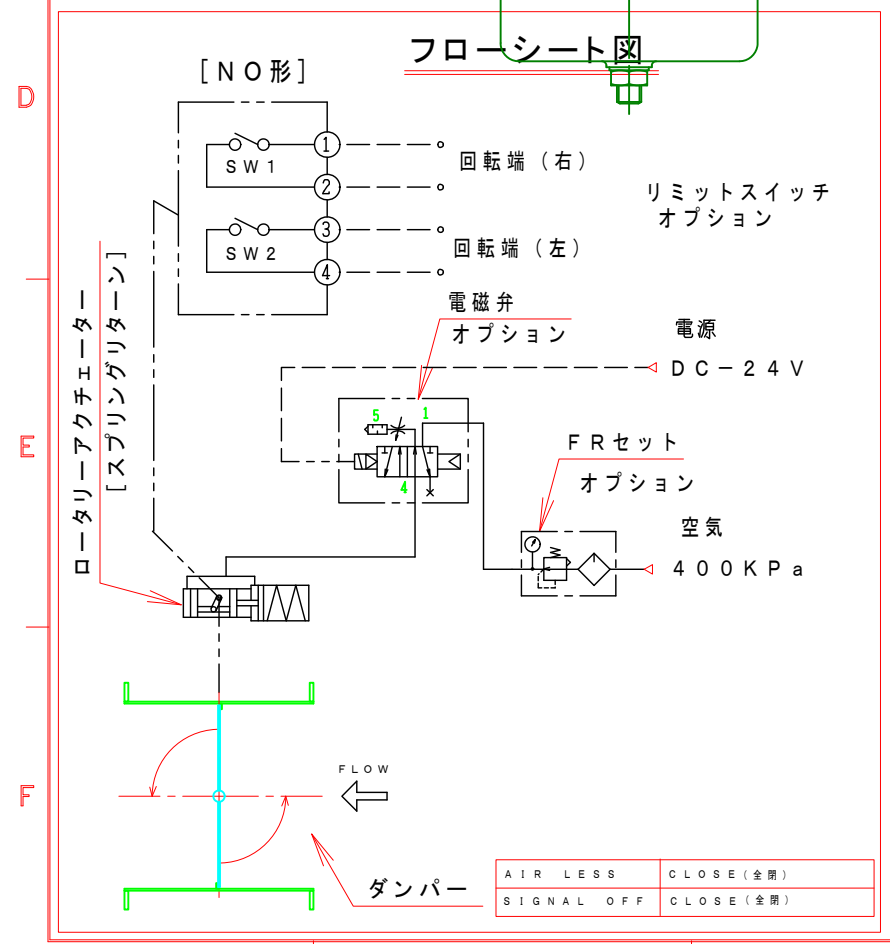 フローシート図
[NO形]
D
1
SW1
回転端(右)
2
リミットスイッチ
オプション
3
SW2
回転端(左)
4
電磁弁
オプション
電源
DC-24V
ロータリーアクチェーター
[スプリングリターン]
5
1
4
E
FRセット
オプション
空気
400KPa
FLOW
F
ダンパー
AIR LESS CLOSE(全閉)
SIGNAL OFF CLOSE(全閉)